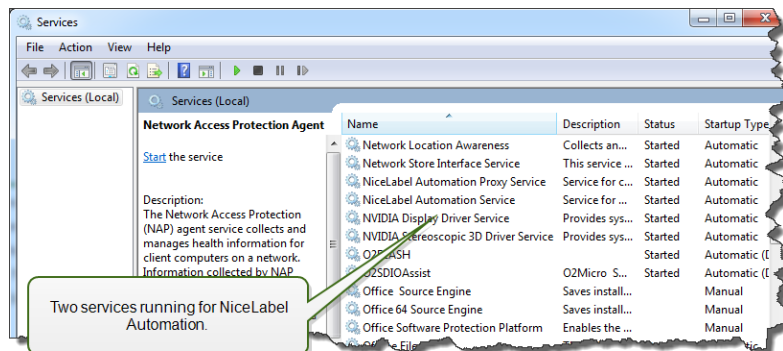 Services
File Action View Help
Services (Local)
Services (Local)
Network Access Protection Agent
Start the service
Description:
The Network Access Protection
(NAP) agent service collects and
manages health information for
client computers on a network.
Information collected by NAP
Name Description Status Startup Type
Network Location Awareness Collects an... Started Automatic
Network Store Interface Service This service ... Started Automatic
NiceLabel Automation Proxy Service Service for c... Started Automatic
NiceLabel Automation Service Service for ... Started Automatic
NVIDIA Display Driver Service Provides sys... Started Automatic
NVIDIA Stereoscopic 3D Driver Service Provides sys... Started Automatic
O2FLASH Started Automatic (D
O2SDIOAssist O2Micro S... Started Automatic (D
Office Source Engine Saves install... Manual
Office 64 Source Engine Saves install... Manual
Office Software Protection Platform Enables the ... Manual
Two services running for NiceLabel
Automation.